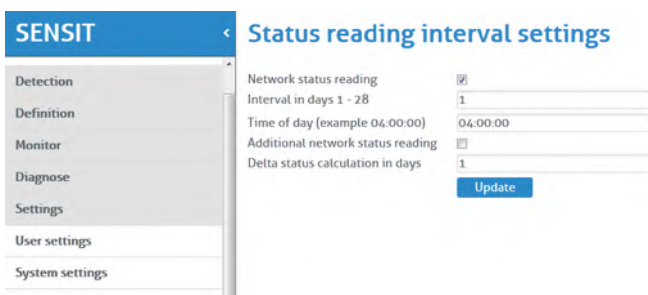 SENSIT <
Detection
Definition
Monitor
Diagnose
Settings
User settings
System settings
Status reading interval settings
Network status reading
Interval in days 1 - 28 1
Time of day (example 04:00:00) 04:00:00
Additional network status reading
Delta status calculation in days 1
Update